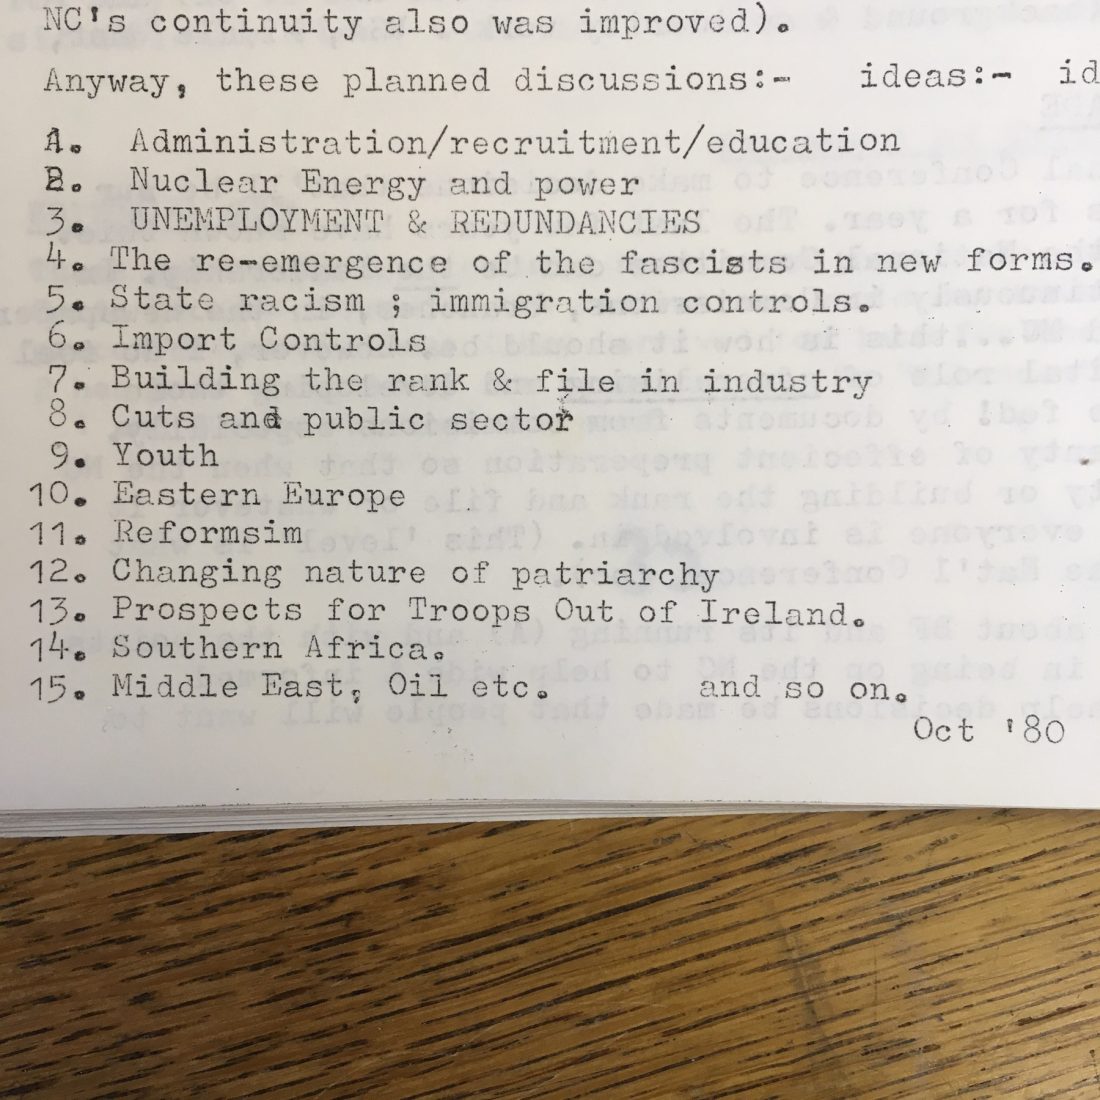 NC's continuity also was improved).
Anyway, these planned discussions:- ideas:- id
1. Administration/recruitment/education
2. Nuclear Energy and power
3. UNEMPLOYMENT & REDUNDANCIES
4. The re-emergence of the fascists in new forms.
5. State racism ; immigration controls.
6. Import Controls
7. Building the rank & file in industry
8. Cuts and public sector
9. Youth
10. Eastern Europe
11. Reformsim
12. Changing nature of patriarchy
13. Prospects for Troops Out of Ireland.
14. Southern Africa.
15. Middle East, Oil etc. and so on.
Oct '80